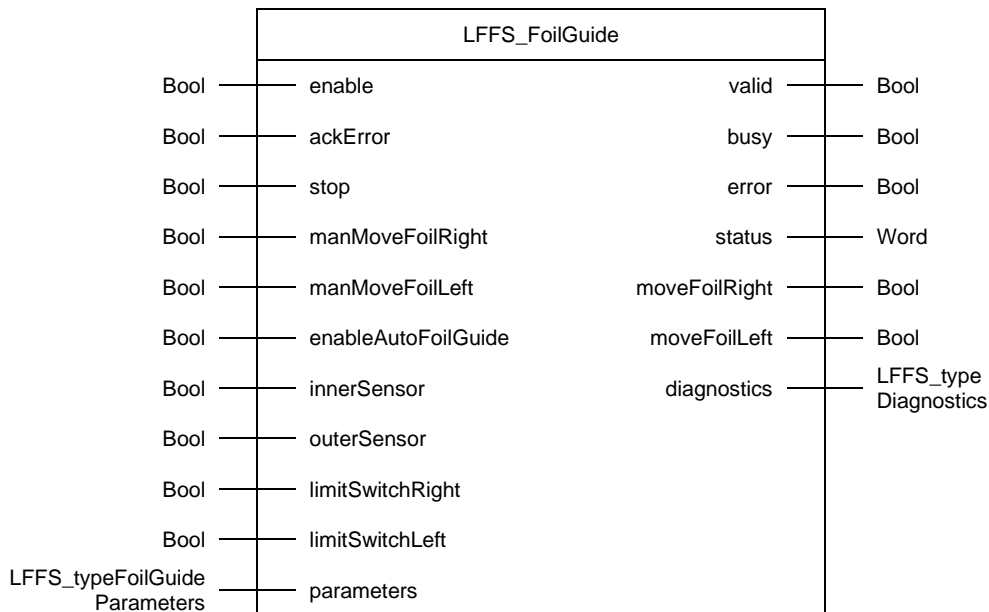 LFFS_FoilGuide
Bool enable valid Bool
Bool ackError busy Bool
Bool stop error Bool
Bool manMoveFoilRight status Word
Bool manMoveFoilLeft moveFoilRight Bool
Bool enableAutoFoilGuide moveFoilLeft Bool
Bool innerSensor diagnostics LFFS_type
Diagnostics
Bool outerSensor
Bool limitSwitchRight
Bool limitSwitchLeft
LFFS_typeFoilGuide
Parameters parameters